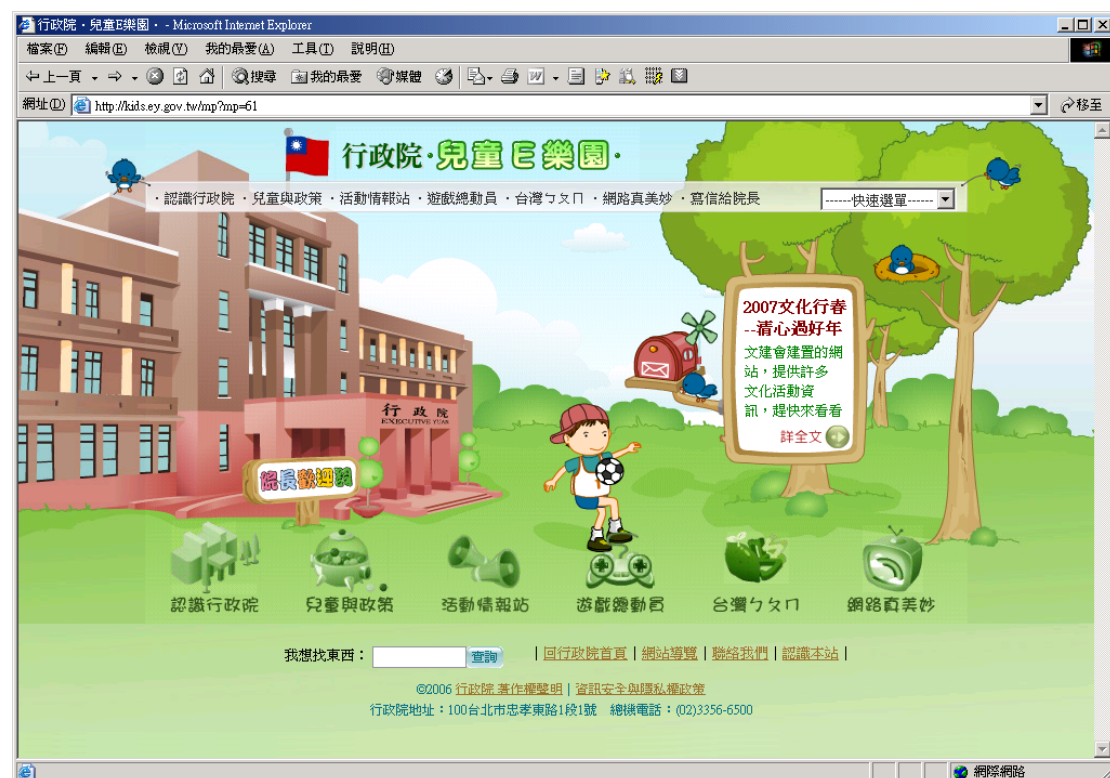 行政院‧兒童E樂園‧ - Microsoft Internet Explorer
檔案(F) 編輯(E) 檢視(V) 我的最愛(A) 工具(T) 說明(H)
上一頁 搜尋 我的最愛 媒體
網址(D) http://kids.ey.gov.tw/mp?mp=61 移至
行政院‧兒童E樂園‧
‧認識行政院 ‧兒童與政策 ‧活動情報站 ‧遊戲總動員 ‧台灣ㄅㄆㄇ ‧網路真美妙 ‧寫信給院長 ------快速選單------
2007文化行春
--清心過好年
文建會建置的網
站，提供許多
文化活動資
訊，趕快來看看
詳全文
行政院
EXECUTIVE YUAN
院長歡迎詞
認識行政院 兒童與政策 活動情報站 遊戲總動員 台灣ㄅㄆㄇ 網路真美妙
我想找東西： 查詢 | 回行政院首頁 | 網站導覽 | 聯絡我們 | 認識本站 |
©2006 行政院 著作權聲明 | 資訊安全與隱私權政策
行政院地址：100台北市忠孝東路1段1號 總機電話：(02)3356-6500
網際網路